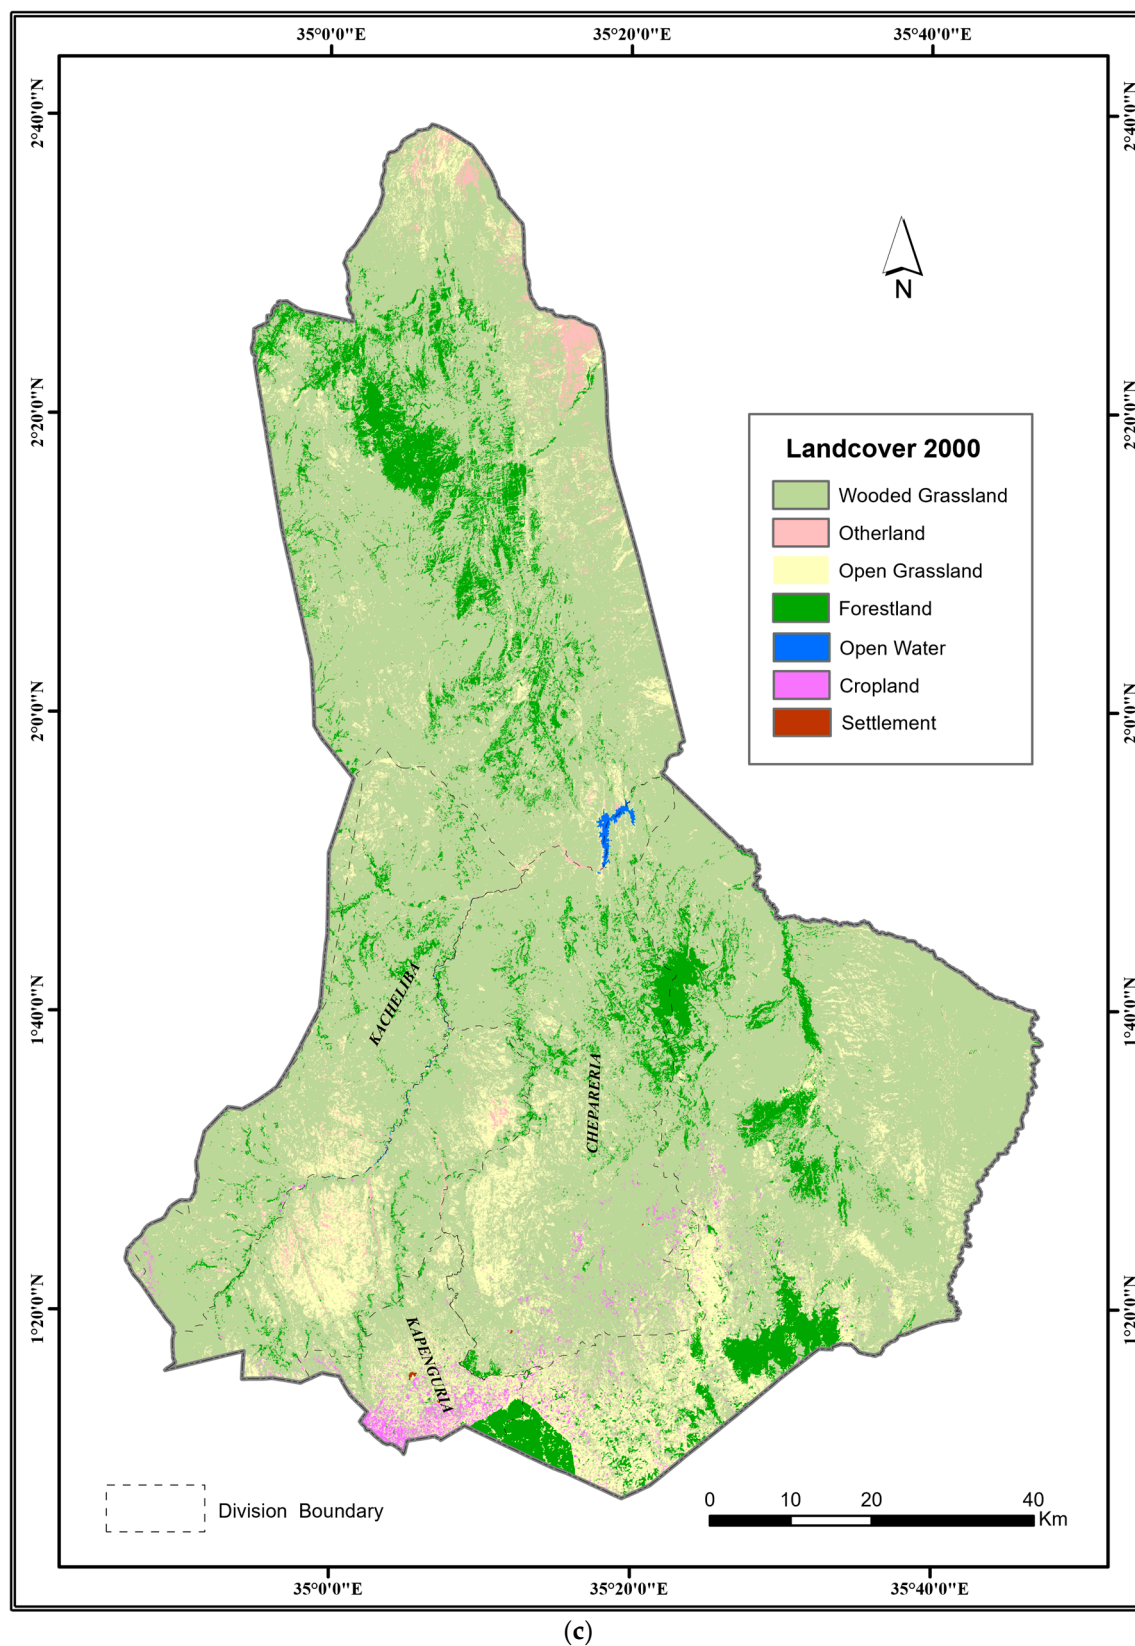 35°0'0"E 35°20'0"E 35°40'0"E
2°40'0"N
2°40'0"N
N
2°20'0"N
2°20'0"N
Landcover 2000
Wooded Grassland
Otherland
Open Grassland
Forestland
Open Water
Cropland
Settlement
2°0'0"N
2°0'0"N
KACHELIBA
1°40'0"N
1°40'0"N
CHEPARERIA
1°20'0"N
1°20'0"N
KAPENGURIA
Division Boundary
0 10 20 40
Km
35°0'0"E 35°20'0"E 35°40'0"E
(c)